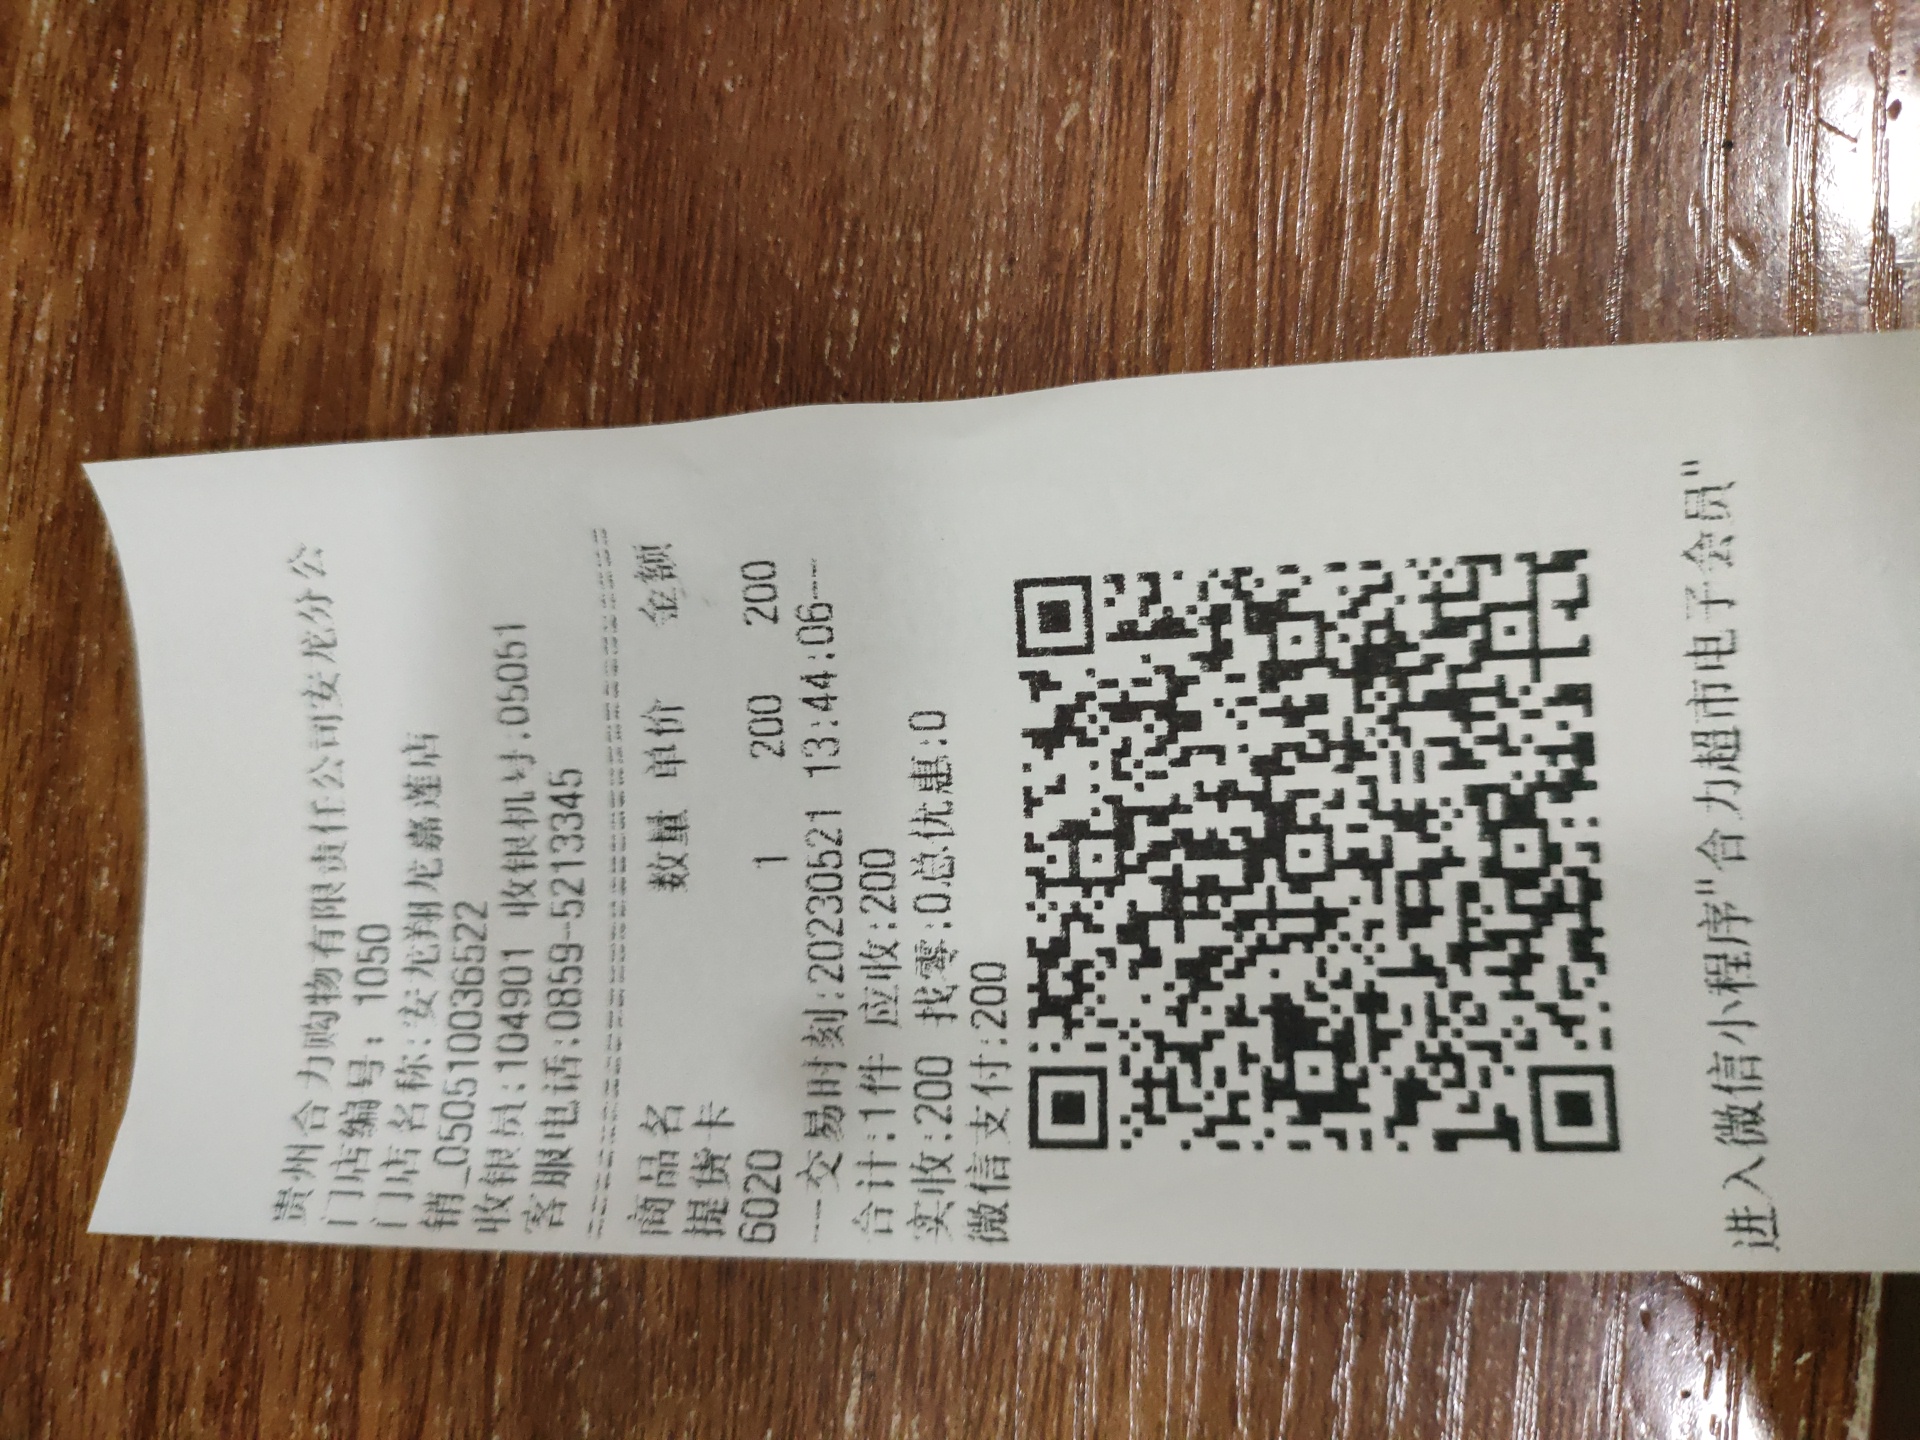 贵州合力购物有限责任公司安龙分公
门店编号: 1050
门店名称:安龙翔龙嘉莲店
销_0505100036522
收银员:104901 收银机号:05051
客服电话:0859-5213345
商品名 数量 单价 金额
提货卡
6020 1 200 200
---交易时刻:20230521 13:44:06---
合计:1件 应收:200
实收:200 找零:0总优惠:0
微信支付:200
进入微信小程序"合力超市电子会员"